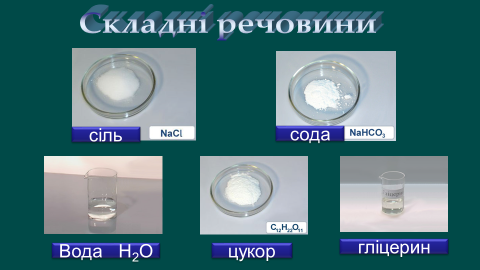 Складні речовини
NaCl
сіль
NaHCO₃
сода
C₁₂H₂₂O₁₁
Вода H₂O
цукор
гліцерин